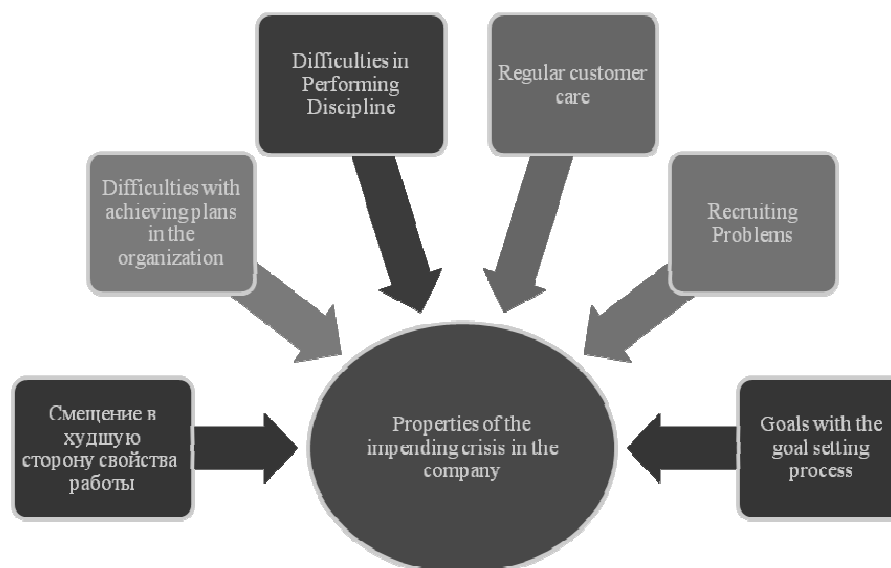 Difficulties in
Performing
Discipline
Regular customer
care
Difficulties with
achieving plans
in the
organization
Recruiting
Problems
Смещение в
худшую
сторону свойства
работы
Properties of the
impending crisis in the
company
Goals with the
goal setting
process